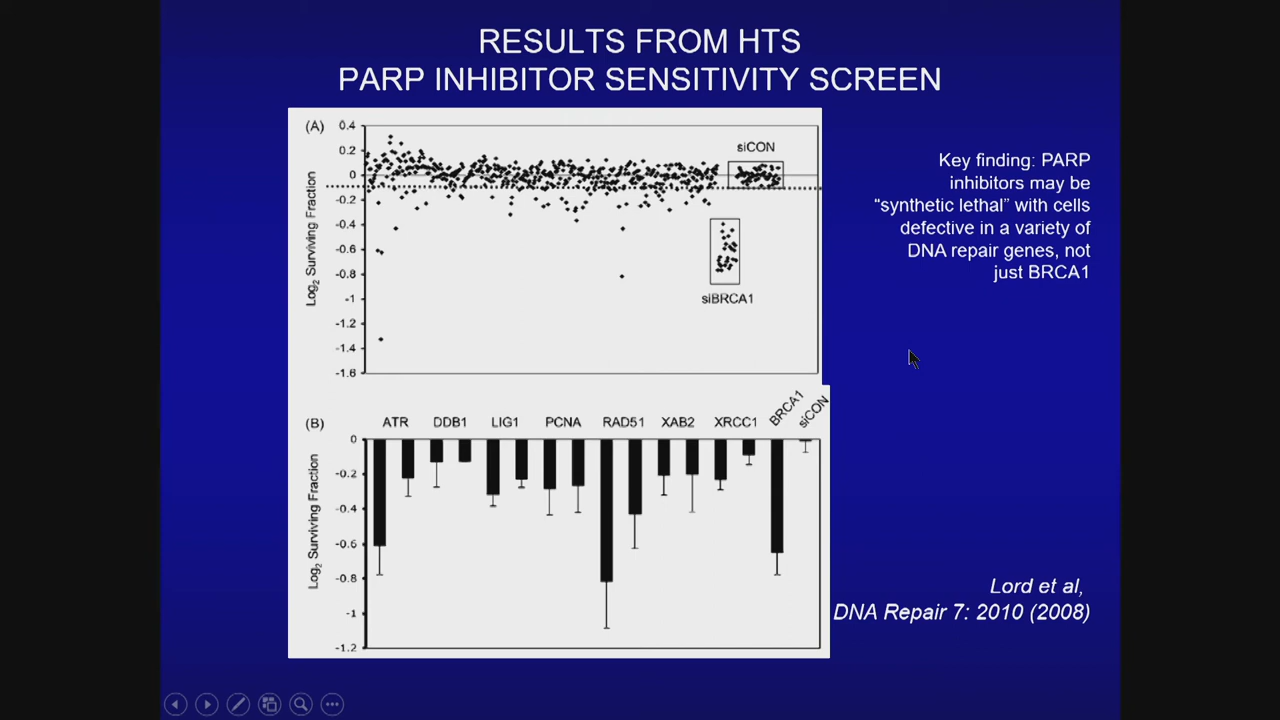 RESULTS FROM HTS
PARP INHIBITOR SENSITIVITY SCREEN
(A)
0.4
0.2
0
-0.2
-0.4
-0.6
-0.8
-1
-1.2
-1.4
-1.6
Log2 Surviving Fraction
siCON
siBRCA1
Key finding: PARP
inhibitors may be
“synthetic lethal” with cells
defective in a variety of
DNA repair genes, not
just BRCA1
(B)
ATR DDB1 LIG1 PCNA RAD51 XAB2 XRCC1 BRCA1 siCON
0
-0.2
-0.4
-0.6
-0.8
-1
-1.2
Log2 Surviving Fraction
Lord et al,
DNA Repair 7: 2010 (2008)